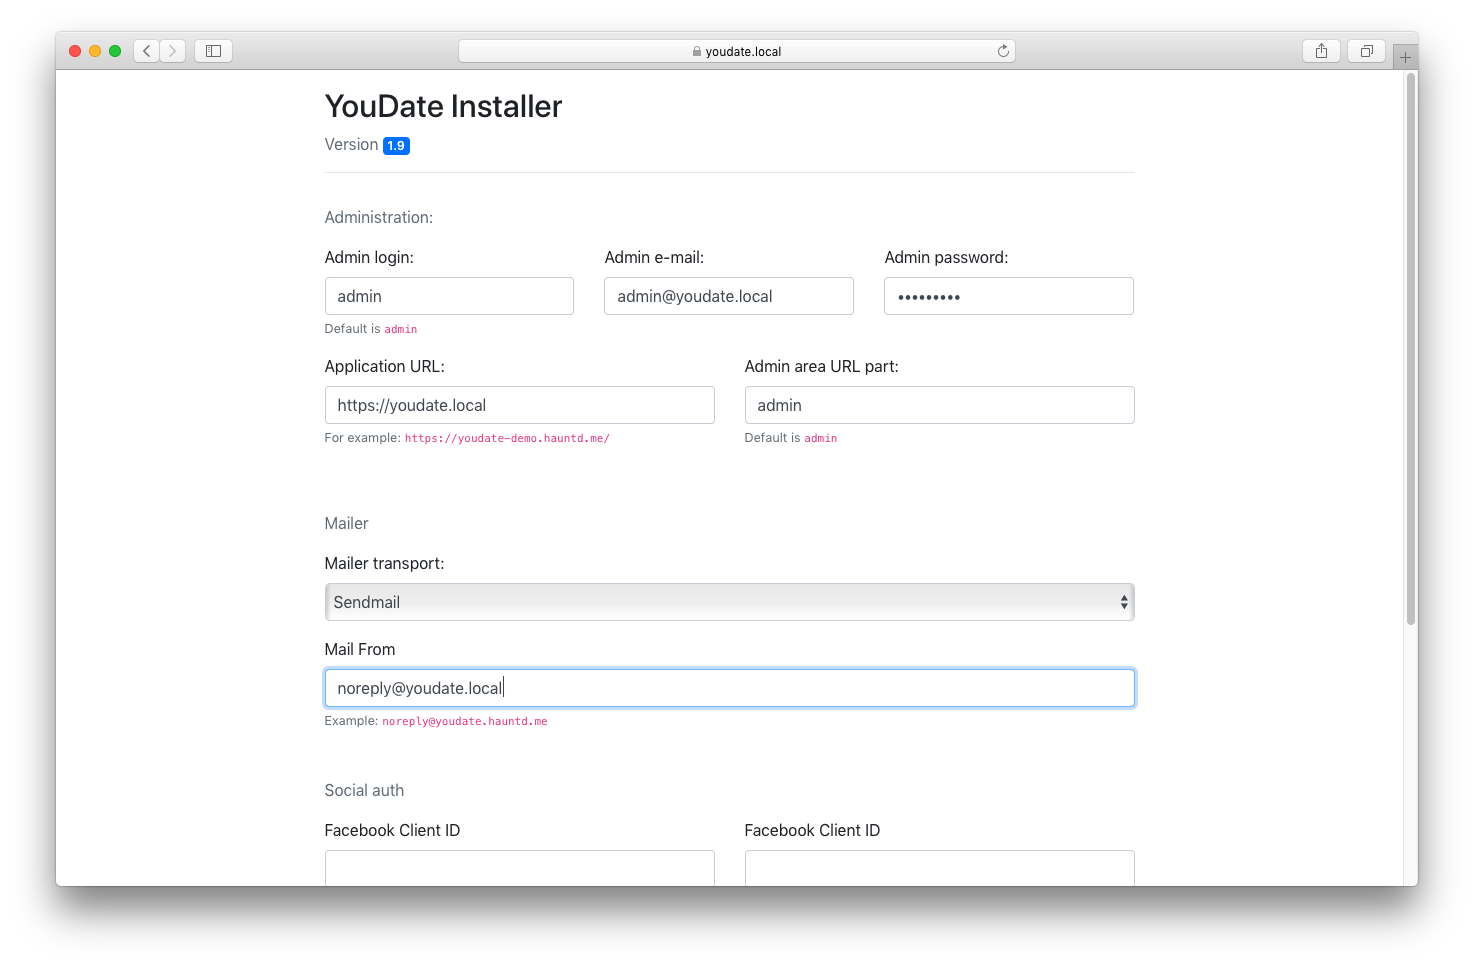 youdate.local
YouDate Installer
Version 1.9
Administration:
Admin login: Admin e-mail: Admin password:
admin admin@youdate.local •••••••••
Default is admin
Application URL: Admin area URL part:
https://youdate.local admin
For example: https://youdate-demo.hauntd.me/ Default is admin
Mailer
Mailer transport:
Sendmail
Mail From
noreply@youdate.local
Example: noreply@youdate.hauntd.me
Social auth
Facebook Client ID Facebook Client ID